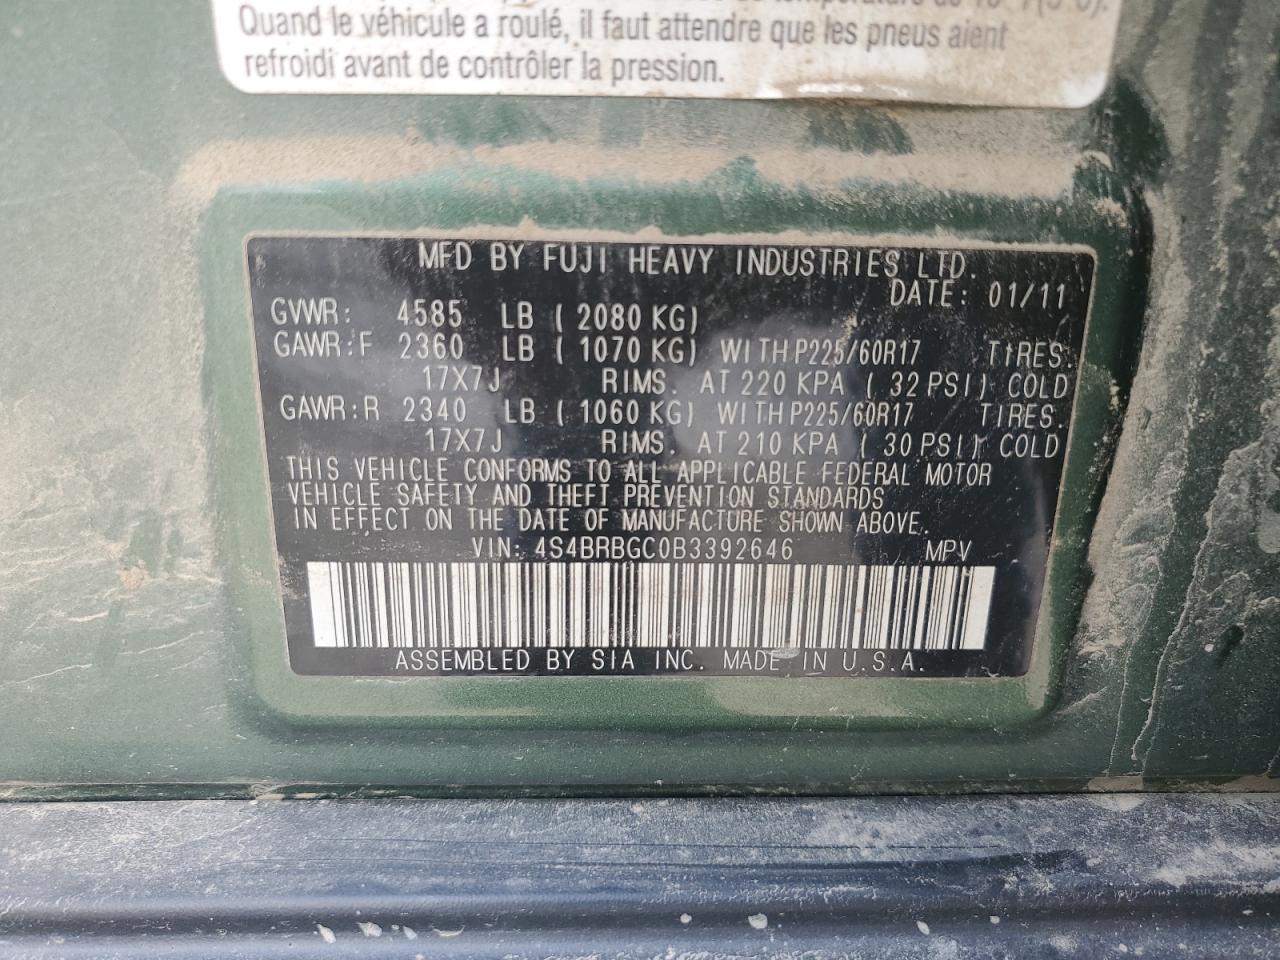 Quand le véhicule a roulé, il faut attendre que les pneus aient
refroidi avant de contrôler la pression.
MFD BY FUJI HEAVY INDUSTRIES LTD.
DATE: 01/11
GVWR: 4585 LB ( 2080 KG)
GAWR:F 2360 LB ( 1070 KG) WITH P225/60R17 TIRES.
17X7J RIMS. AT 220 KPA ( 32 PSI) COLD
GAWR:R 2340 LB ( 1060 KG) WITH P225/60R17 TIRES.
17X7J RIMS. AT 210 KPA ( 30 PSI) COLD
THIS VEHICLE CONFORMS TO ALL APPLICABLE FEDERAL MOTOR
VEHICLE SAFETY AND THEFT PREVENTION STANDARDS
IN EFFECT ON THE DATE OF MANUFACTURE SHOWN ABOVE.
VIN: 4S4BRBGC0B3392646 MPV
ASSEMBLED BY SIA INC. MADE IN U.S.A.